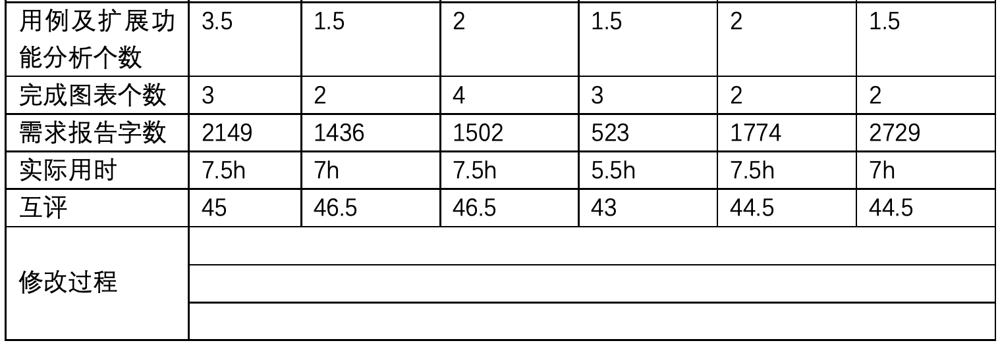 用例及扩展功能分析个数 3.5 1.5 2 1.5 2 1.5
完成图表个数 3 2 4 3 2 2
需求报告字数 2149 1436 1502 523 1774 2729
实际用时 7.5h 7h 7.5h 5.5h 7.5h 7h
互评 45 46.5 46.5 43 44.5 44.5
修改过程